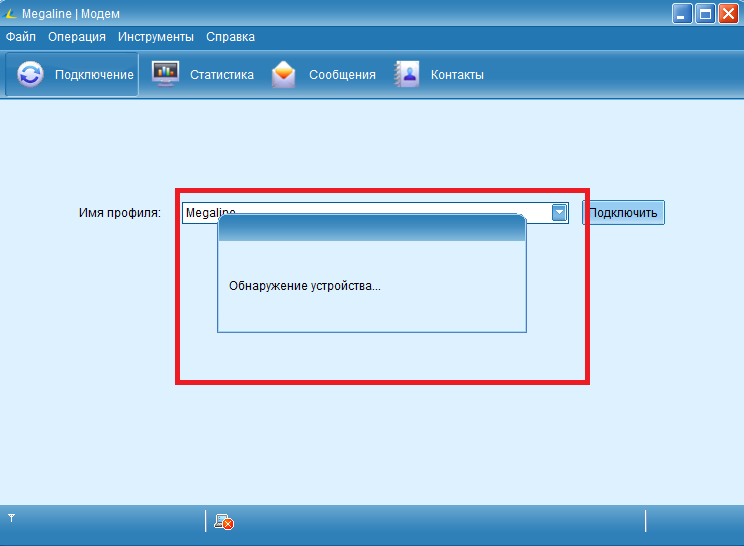 Megaline | Модем
Файл Операция Инструменты Справка
Подключение Статистика Сообщения Контакты
Имя профиля: Megaline Подключить
Обнаружение устройства...